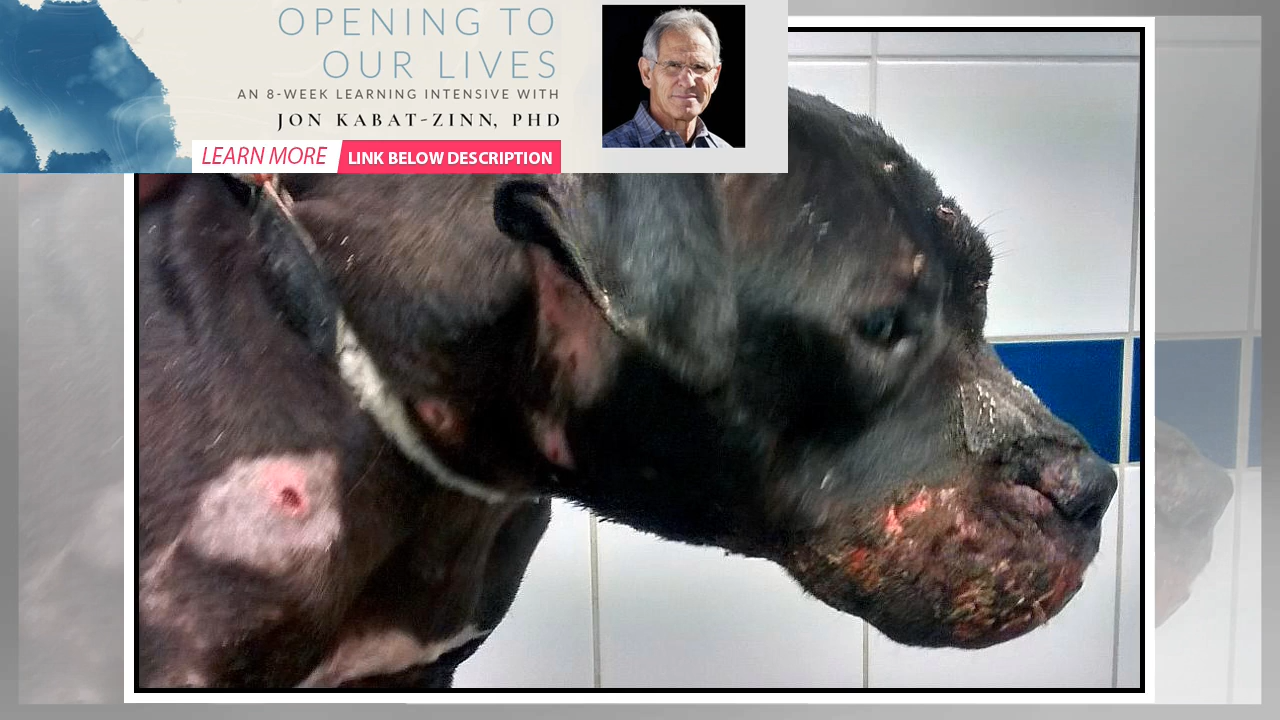 OPENING TO
OUR LIVES
AN 8-WEEK LEARNING INTENSIVE WITH
JON KABAT-ZINN, PHD
LEARN MORE LINK BELOW DESCRIPTION